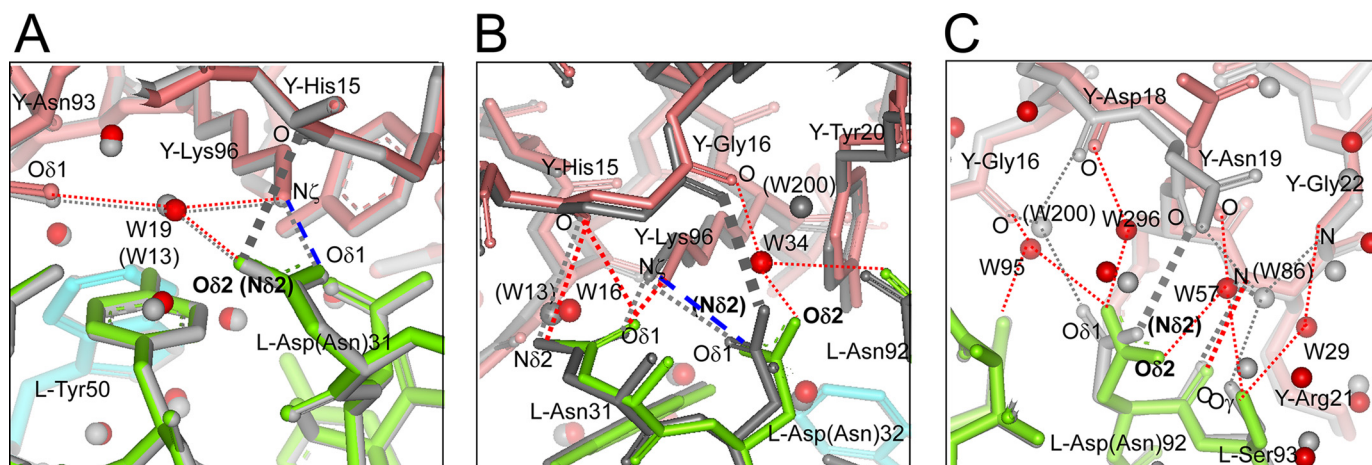 A
Y-Asn93
Y-His15
O
Y-Lys96
Oδ1
Nζ
W19
(W13)
Oδ1
Oδ2 (Nδ2)
L-Asp(Asn)31
L-Tyr50
B
Y-Gly16
Y-Tyr20
Y-His15
O
(W200)
O
Y-Lys96
W34
Nζ
(W13)
W16
(Nδ2)
Oδ2
Oδ1
Oδ1
Nδ2
L-Asn92
L-Asn31
L-Asp(Asn)32
C
Y-Asp18
Y-Gly16
O
Y-Asn19
Y-Gly22
O
(W200)
W296
O
O
N
W95
N
(W86)
W57
Oδ1
(Nδ2)
W29
Oδ2
O
Oγ
Y-Arg21
L-Asp(Asn)92
L-Ser93